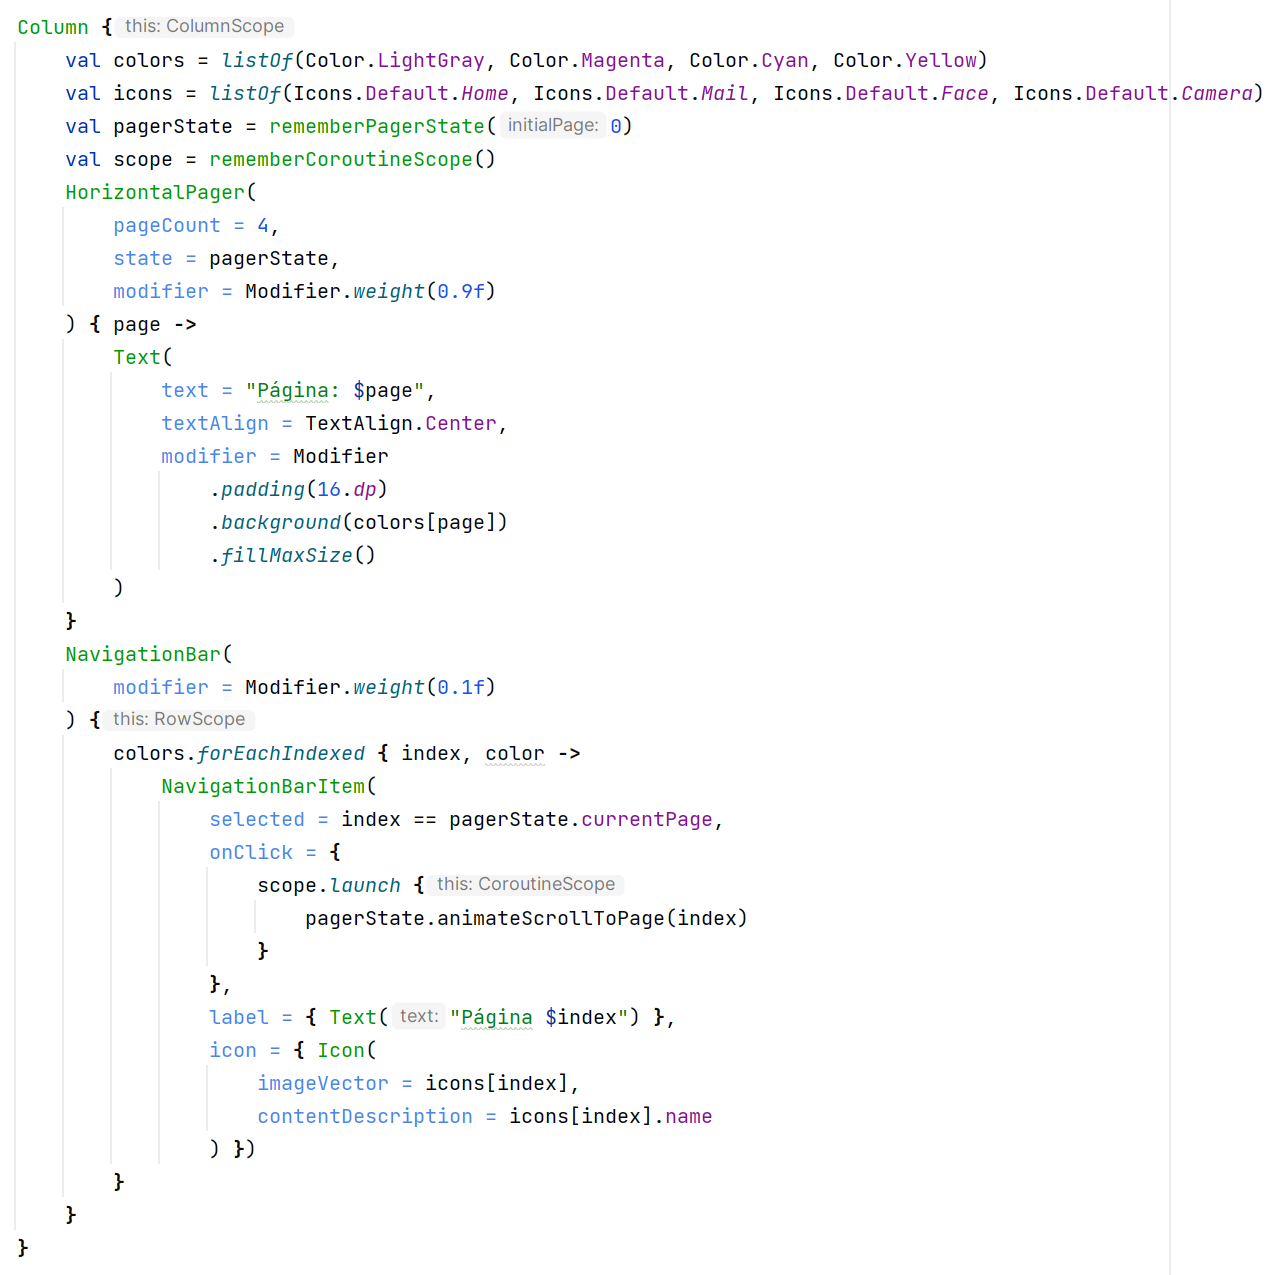 Column { this: ColumnScope
    val colors = listOf(Color.LightGray, Color.Magenta, Color.Cyan, Color.Yellow)
    val icons = listOf(Icons.Default.Home, Icons.Default.Mail, Icons.Default.Face, Icons.Default.Camera)
    val pagerState = rememberPagerState( initialPage: 0)
    val scope = rememberCoroutineScope()
    HorizontalPager(
        pageCount = 4,
        state = pagerState,
        modifier = Modifier.weight(0.9f)
    ) { page ->
        Text(
            text = "Página: $page",
            textAlign = TextAlign.Center,
            modifier = Modifier
                .padding(16.dp)
                .background(colors[page])
                .fillMaxSize()
        )
    }
    NavigationBar(
        modifier = Modifier.weight(0.1f)
    ) { this: RowScope
        colors.forEachIndexed { index, color ->
            NavigationBarItem(
                selected = index == pagerState.currentPage,
                onClick = {
                    scope.launch { this: CoroutineScope
                        pagerState.animateScrollToPage(index)
                    }
                },
                label = { Text( text: "Página $index") },
                icon = { Icon(
                    imageVector = icons[index],
                    contentDescription = icons[index].name
                ) })
        }
    }
}